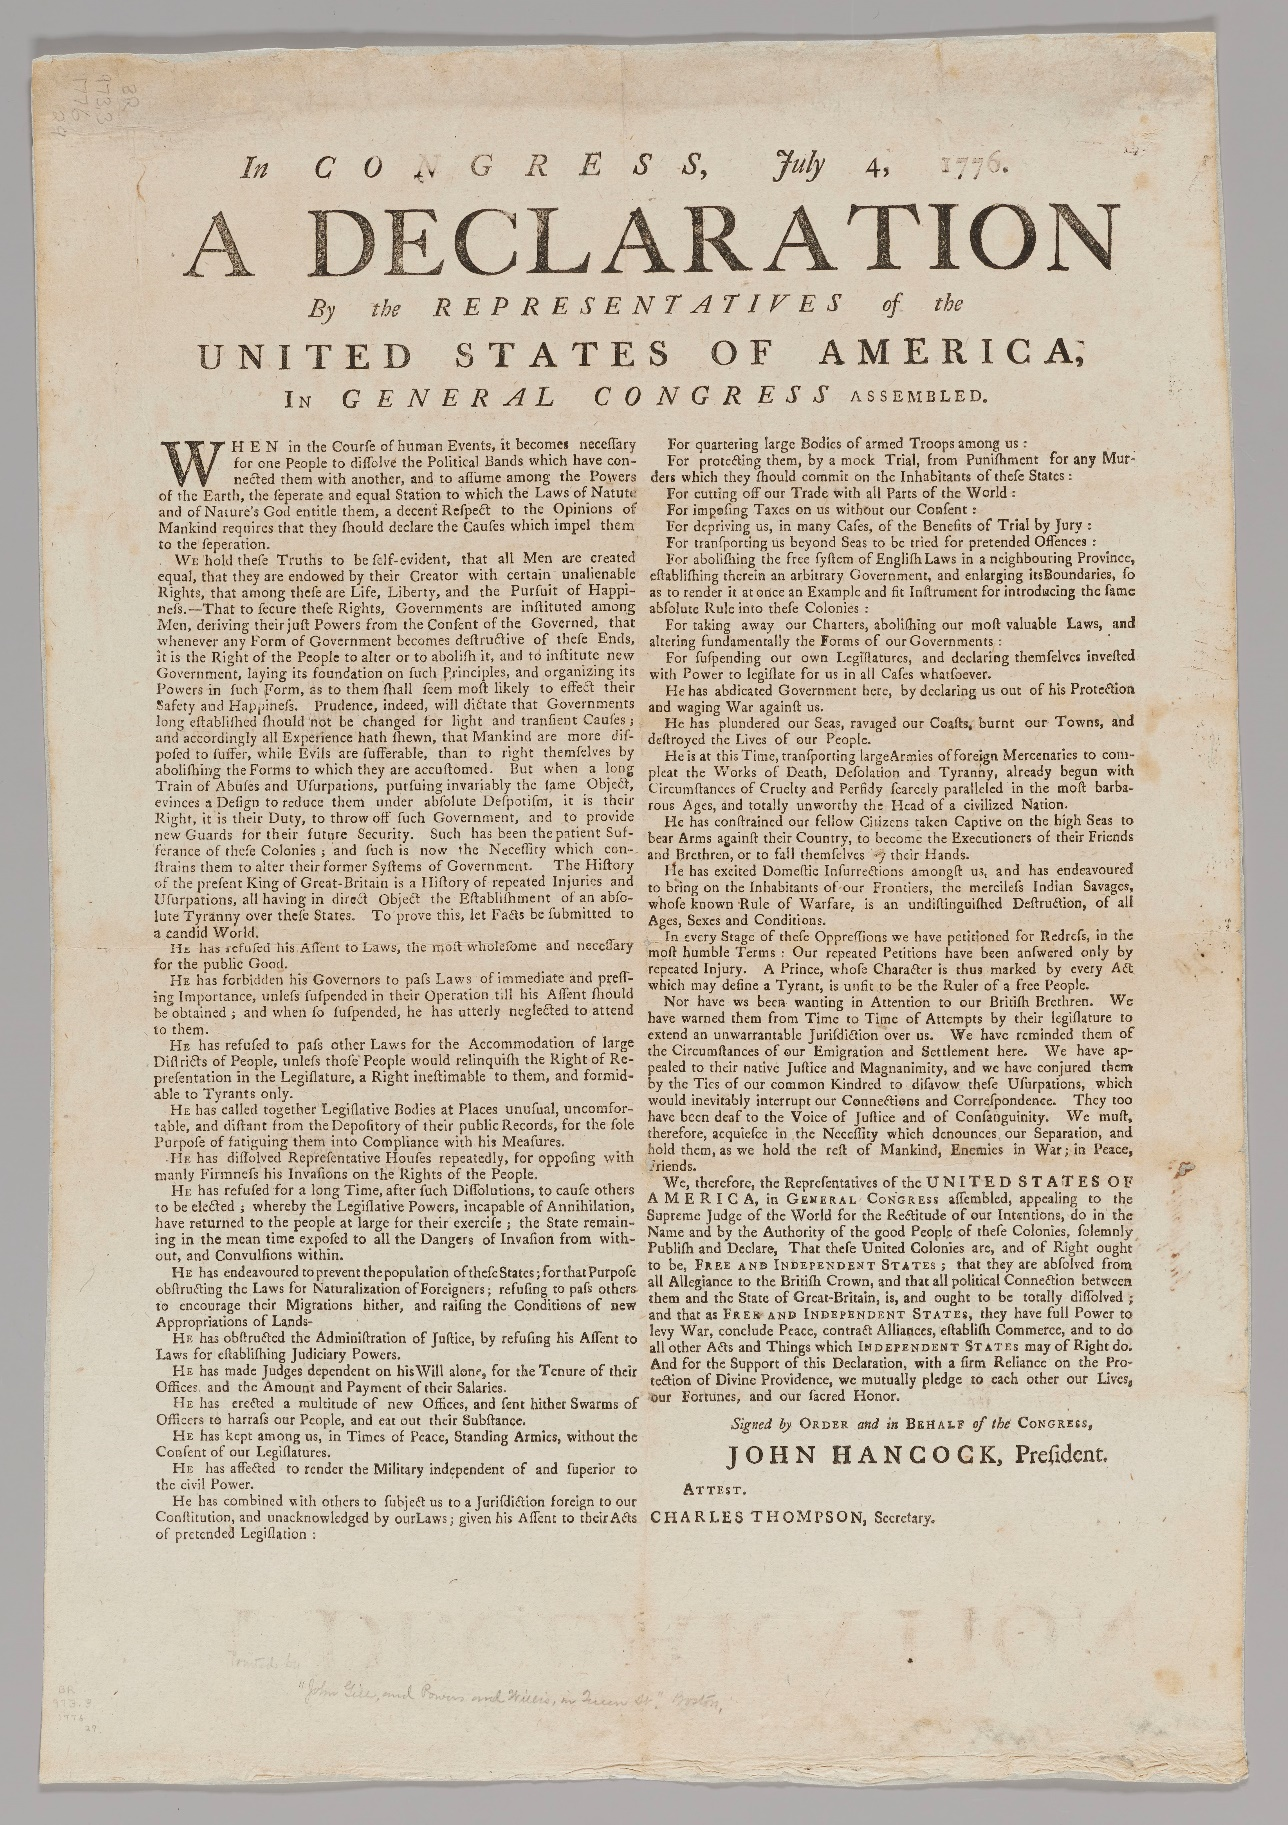 In CONGRESS, July 4, 1776.
A DECLARATION
By the REPRESENTATIVES of the
UNITED STATES OF AMERICA;
IN GENERAL CONGRESS ASSEMBLED.
WHEN in the Courſe of human Events, it becomes neceſſary
for one People to diſſolve the Political Bands which have con-
nected them with another, and to aſſume among the Powers
of the Earth, the ſeperate and equal Station to which the Laws of Natute
and of Nature's God entitle them, a decent Reſpect to the Opinions of
Mankind requires that they ſhould declare the Cauſes which impel them
to the ſeperation.
WE hold theſe Truths to be ſelf-evident, that all Men are created
equal, that they are endowed by their Creator with certain unalienable
Rights, that among theſe are Life, Liberty, and the Purſuit of Happi-
neſs.—That to ſecure theſe Rights, Governments are inſtituted among
Men, deriving their juſt Powers from the Conſent of the Governed, that
whenever any Form of Government becomes deſtructive of theſe Ends,
it is the Right of the People to alter or to aboliſh it, and to inſtitute new
Government, laying its foundation on ſuch Principles, and organizing its
Powers in ſuch Form, as to them ſhall ſeem moſt likely to effect their
Safety and Happineſs. Prudence, indeed, will dictate that Governments
long eſtabliſhed ſhould not be changed for light and tranſient Cauſes;
and accordingly all Experience hath ſhewn, that Mankind are more diſ-
poſed to ſuffer, while Evils are ſufferable, than to right themſelves by
aboliſhing the Forms to which they are accuſtomed. But when a long
Train of Abuſes and Uſurpations, purſuing invariably the ſame Object,
evinces a Deſign to reduce them under abſolute Deſpotiſm, it is their
Right, it is their Duty, to throw off ſuch Government, and to provide
new Guards for their future Security. Such has been the patient Suf-
ferance of theſe Colonies; and ſuch is now the Neceſſity which con-
ſtrains them to alter their former Syſtems of Government. The Hiſtory
of the preſent King of Great-Britain is a Hiſtory of repeated Injuries and
Uſurpations, all having in direct Object the Eſtabliſhment of an abſo-
lute Tyranny over theſe States. To prove this, let Facts be ſubmitted to
a candid World.
HE has refuſed his Aſſent to Laws, the moſt wholeſome and neceſſary
for the public Good.
HE has forbidden his Governors to paſs Laws of immediate and preſſ-
ing Importance, unleſs ſuſpended in their Operation till his Aſſent ſhould
be obtained; and when ſo ſuſpended, he has utterly neglected to attend
to them.
HE has refuſed to paſs other Laws for the Accommodation of large
Diſtricts of People, unleſs thoſe People would relinquiſh the Right of Re-
preſentation in the Legiſlature, a Right ineſtimable to them, and formid-
able to Tyrants only.
HE has called together Legiſlative Bodies at Places unuſual, uncomfor-
table, and diſtant from the Depoſitory of their public Records, for the ſole
Purpoſe of fatiguing them into Compliance with his Meaſures.
HE has diſſolved Repreſentative Houſes repeatedly, for oppoſing with
manly Firmneſs his Invaſions on the Rights of the People.
HE has refuſed for a long Time, after ſuch Diſſolutions, to cauſe others
to be elected; whereby the Legiſlative Powers, incapable of Annihilation,
have returned to the people at large for their exerciſe; the State remain-
ing in the mean time expoſed to all the Dangers of Invaſion from with-
out, and Convulſions within.
HE has endeavoured to prevent the population of theſe States; for that Purpoſe
obſtructing the Laws for Naturalization of Foreigners; refuſing to paſs others
to encourage their Migrations hither, and raiſing the Conditions of new
Appropriations of Lands-
HE has obſtructed the Adminiſtration of Juſtice, by refuſing his Aſſent to
Laws for eſtabliſhing Judiciary Powers.
HE has made Judges dependent on his Will alone, for the Tenure of their
Offices, and the Amount and Payment of their Salaries.
HE has erected a multitude of new Offices, and ſent hither Swarms of
Officers to harraſs our People, and eat out their Subſtance.
HE has kept among us, in Times of Peace, Standing Armies, without the
Conſent of our Legiſlatures.
HE has affected to render the Military independent of and ſuperior to
the civil Power.
He has combined with others to ſubject us to a Juriſdiction foreign to our
Conſtitution, and unacknowledged by our Laws; given his Aſſent to their Acts
of pretended Legiſlation:
For quartering large Bodies of armed Troops among us:
For protecting them, by a mock Trial, from Puniſhment for any Mur-
ders which they ſhould commit on the Inhabitants of theſe States:
For cutting off our Trade with all Parts of the World:
For impoſing Taxes on us without our Conſent:
For depriving us, in many Caſes, of the Benefits of Trial by Jury:
For tranſporting us beyond Seas to be tried for pretended Offences:
For aboliſhing the free ſyſtem of Engliſh Laws in a neighbouring Province,
eſtabliſhing therein an arbitrary Government, and enlarging its Boundaries, ſo
as to render it at once an Example and fit Inſtrument for introducing the ſame
abſolute Rule into theſe Colonies:
For taking away our Charters, aboliſhing our moſt valuable Laws, and
altering fundamentally the Forms of our Governments:
For ſuſpending our own Legiſlatures, and declaring themſelves inveſted
with Power to legiſlate for us in all Caſes whatſoever.
He has abdicated Government here, by declaring us out of his Protection
and waging War againſt us.
He has plundered our Seas, ravaged our Coaſts, burnt our Towns, and
deſtroyed the Lives of our People.
He is at this Time, tranſporting large Armies of foreign Mercenaries to com-
pleat the Works of Death, Deſolation and Tyranny, already begun with
Circumſtances of Cruelty and Perfidy ſcarcely paralleled in the moſt barba-
rous Ages, and totally unworthy the Head of a civilized Nation.
He has conſtrained our fellow Citizens taken Captive on the high Seas to
bear Arms againſt their Country, to become the Executioners of their Friends
and Brethren, or to fall themſelves by their Hands.
He has excited Domeſtic Inſurrections amongſt us, and has endeavoured
to bring on the Inhabitants of our Frontiers, the mercileſs Indian Savages,
whoſe known Rule of Warfare, is an undiſtinguiſhed Deſtruction, of all
Ages, Sexes and Conditions.
In every Stage of theſe Oppreſſions we have petitioned for Redreſs, in the
moſt humble Terms: Our repeated Petitions have been anſwered only by
repeated Injury. A Prince, whoſe Character is thus marked by every Act
which may define a Tyrant, is unfit to be the Ruler of a free People.
Nor have ws been wanting in Attention to our Britiſh Brethren. We
have warned them from Time to Time of Attempts by their legiſlature to
extend an unwarrantable Juriſdiction over us. We have reminded them of
the Circumſtances of our Emigration and Settlement here. We have ap-
pealed to their native Juſtice and Magnanimity, and we have conjured them
by the Ties of our common Kindred to diſavow theſe Uſurpations, which
would inevitably interrupt our Connections and Correſpondence. They too
have been deaf to the Voice of Juſtice and of Conſanguinity. We muſt,
therefore, acquieſce in the Neceſſity which denounces our Separation, and
hold them, as we hold the reſt of Mankind, Enemies in War; in Peace,
Friends.
We, therefore, the Repreſentatives of the UNITED STATES OF
AMERICA, in GENERAL CONGRESS aſſembled, appealing to the
Supreme Judge of the World for the Rectitude of our Intentions, do in the
Name and by the Authority of the good People of theſe Colonies, ſolemnly
Publiſh and Declare, That theſe United Colonies are, and of Right ought
to be, FREE AND INDEPENDENT STATES; that they are abſolved from
all Allegiance to the Britiſh Crown, and that all political Connection between
them and the State of Great-Britain, is, and ought to be totally diſſolved;
and that as FREE AND INDEPENDENT STATES, they have full Power to
levy War, conclude Peace, contract Alliances, eſtabliſh Commerce, and to do
all other Acts and Things which INDEPENDENT STATES may of Right do.
And for the Support of this Declaration, with a firm Reliance on the Pro-
tection of Divine Providence, we mutually pledge to each other our Lives,
our Fortunes, and our ſacred Honor.
Signed by ORDER and in BEHALF of the CONGRESS,
JOHN HANCOCK, Preſident.
ATTEST.
CHARLES THOMPSON, Secretary.
Printed by
"John Gill, and Powars and Willis, in Queen St." Boston,
BR
973.3
1776
27